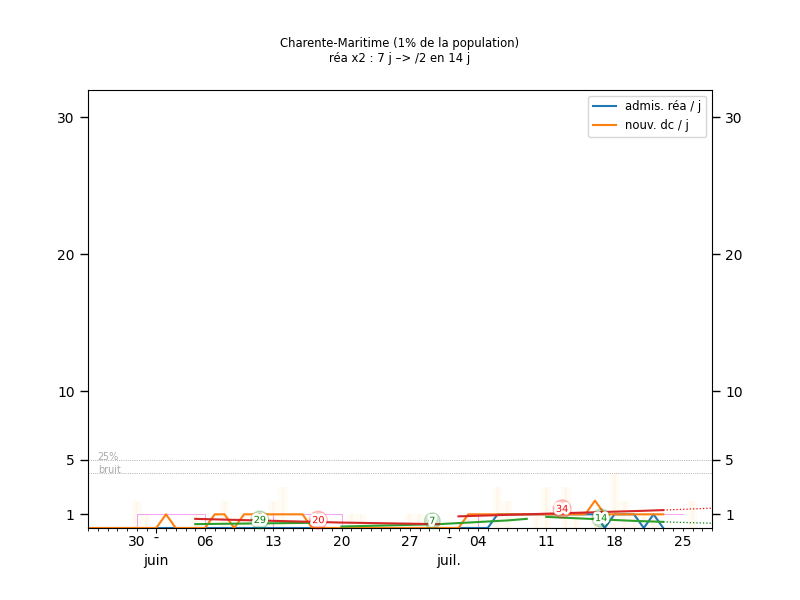 Charente-Maritime (1% de la population)
réa x2 : 7 j –> /2 en 14 j
30
30
admis. réa / j
nouv. dc / j
20
20
10
10
5
5
25%
bruit
1
1
29
20
7
34
14
30 - 06 13 20 27 - 04 11 18 25
juin juil.